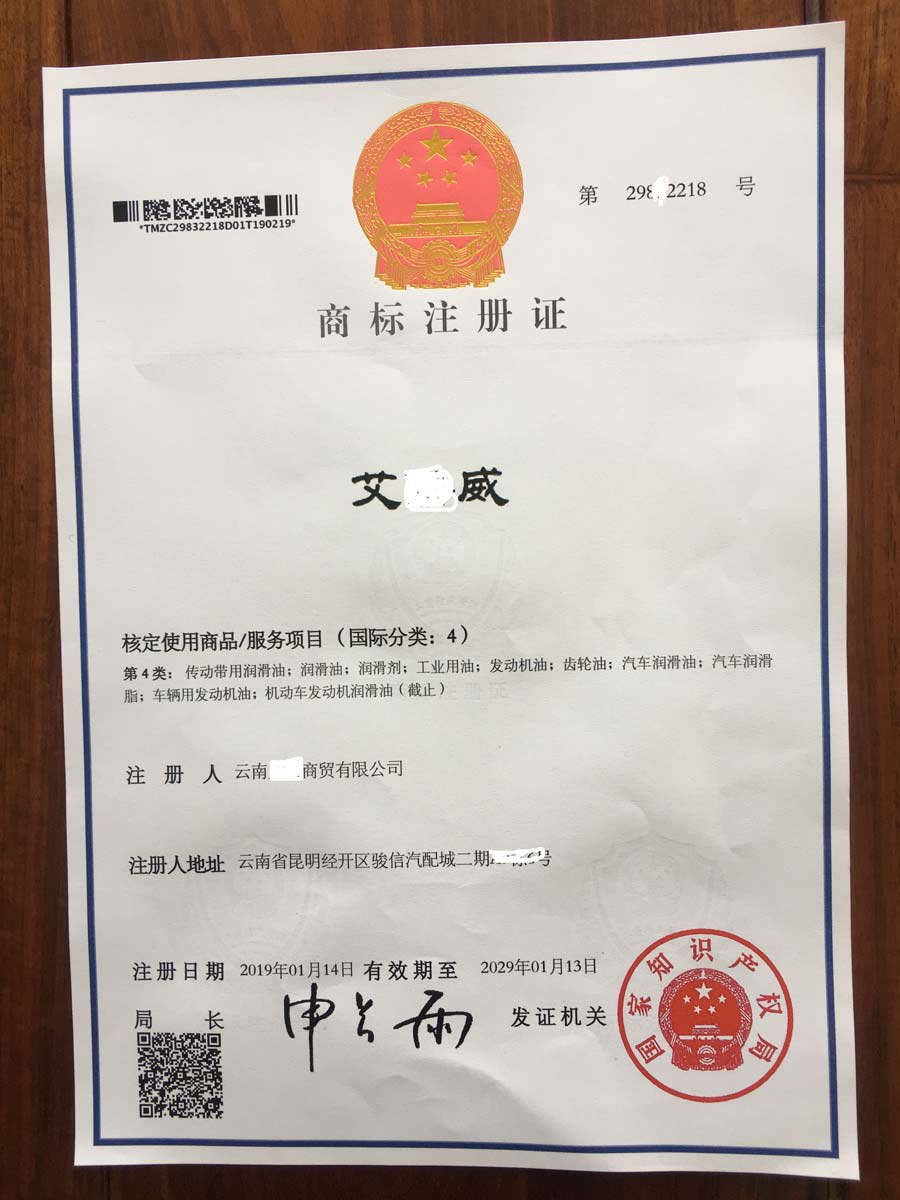 第 298 2218 号
*TMZC29832218D01T190219*
商标注册证
艾 威
核定使用商品/服务项目（国际分类：4）
第4类：传动带用润滑油；润滑油；润滑剂；工业用油；发动机油；齿轮油；汽车润滑油；汽车润滑
脂；车辆用发动机油；机动车发动机润滑油（截止）
注册人 云南 商贸有限公司
注册人地址 云南省昆明经开区骏信汽配城二期 号
注册日期 2019年01月14日 有效期至 2029年01月13日
局长 申长雨 发证机关
国家知识产权局